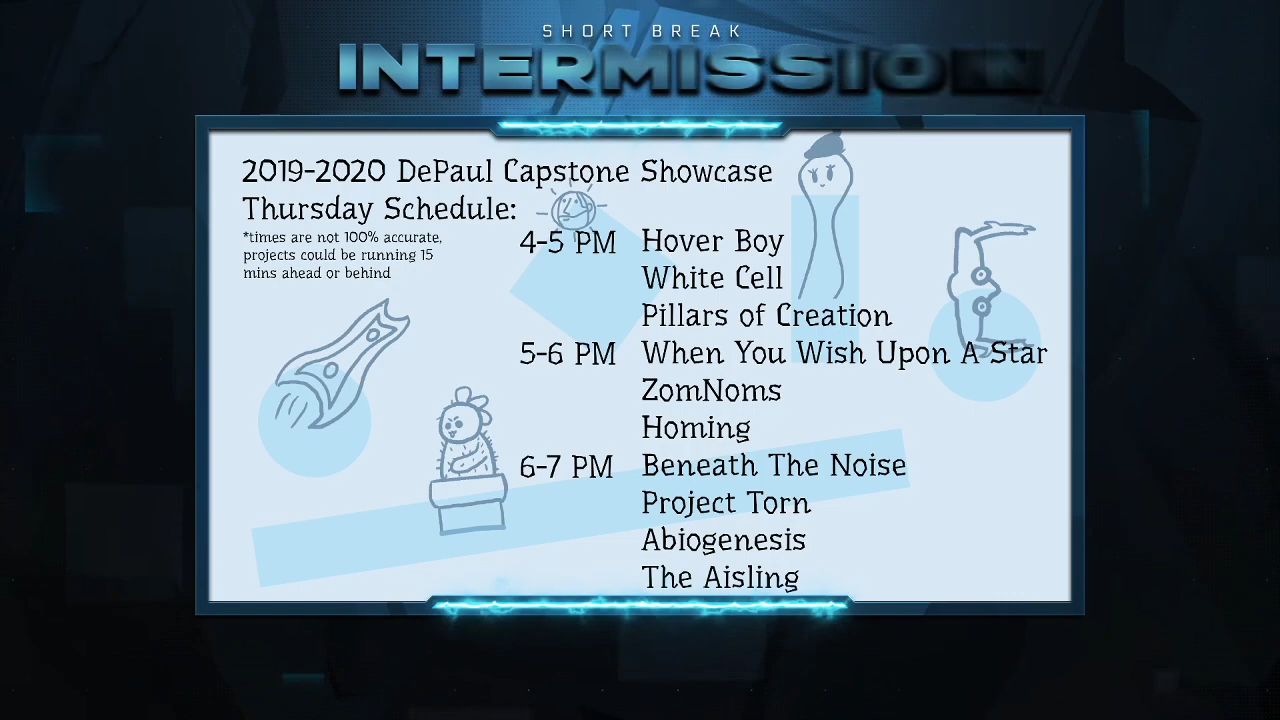 SHORT BREAK
INTERMISSION
2019-2020 DePaul Capstone Showcase
Thursday Schedule:
*times are not 100% accurate,
projects could be running 15
mins ahead or behind
4-5 PM Hover Boy
White Cell
Pillars of Creation
5-6 PM When You Wish Upon A Star
ZomNoms
Homing
6-7 PM Beneath The Noise
Project Torn
Abiogenesis
The Aisling